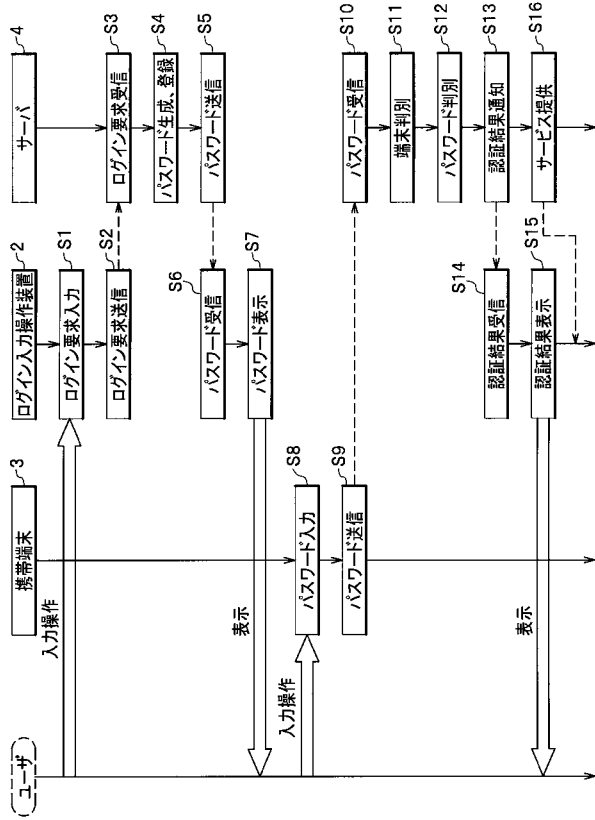 ユーザ
携帯端末
3
ログイン入力操作装置
2
サーバ
4
入力操作
ログイン要求入力
S1
ログイン要求送信
S2
ログイン要求受信
S3
パスワード生成、登録
S4
パスワード送信
S5
パスワード受信
S6
パスワード表示
S7
表示
入力操作
パスワード入力
S8
パスワード送信
S9
パスワード受信
S10
端末判別
S11
パスワード判別
S12
認証結果通知
S13
認証結果受信
S14
認証結果表示
S15
表示
サービス提供
S16